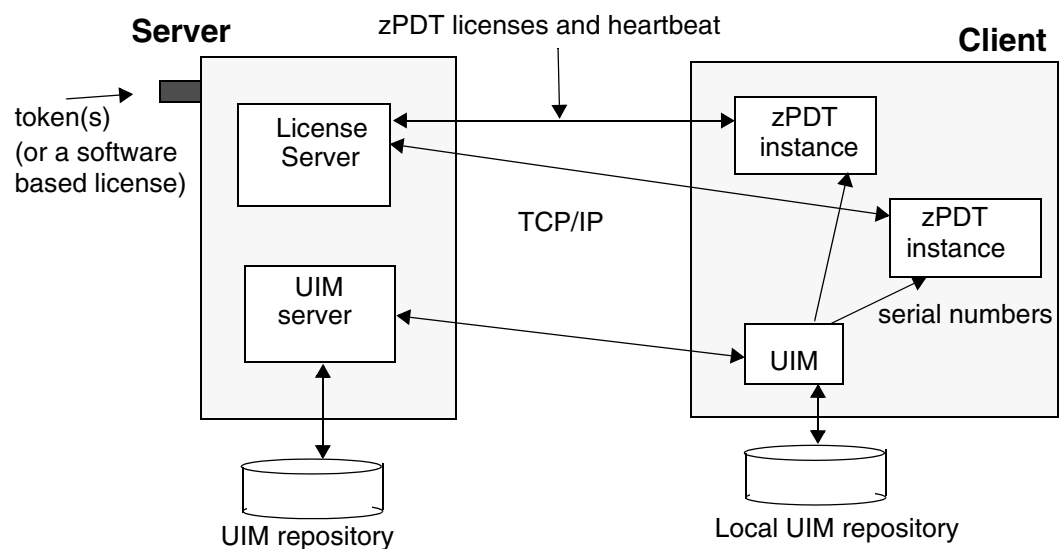 Server
zPDT licenses and heartbeat
Client
token(s)
(or a software
based license)
License
Server
zPDT
instance
TCP/IP
zPDT
instance
UIM
server
serial numbers
UIM
UIM repository
Local UIM repository